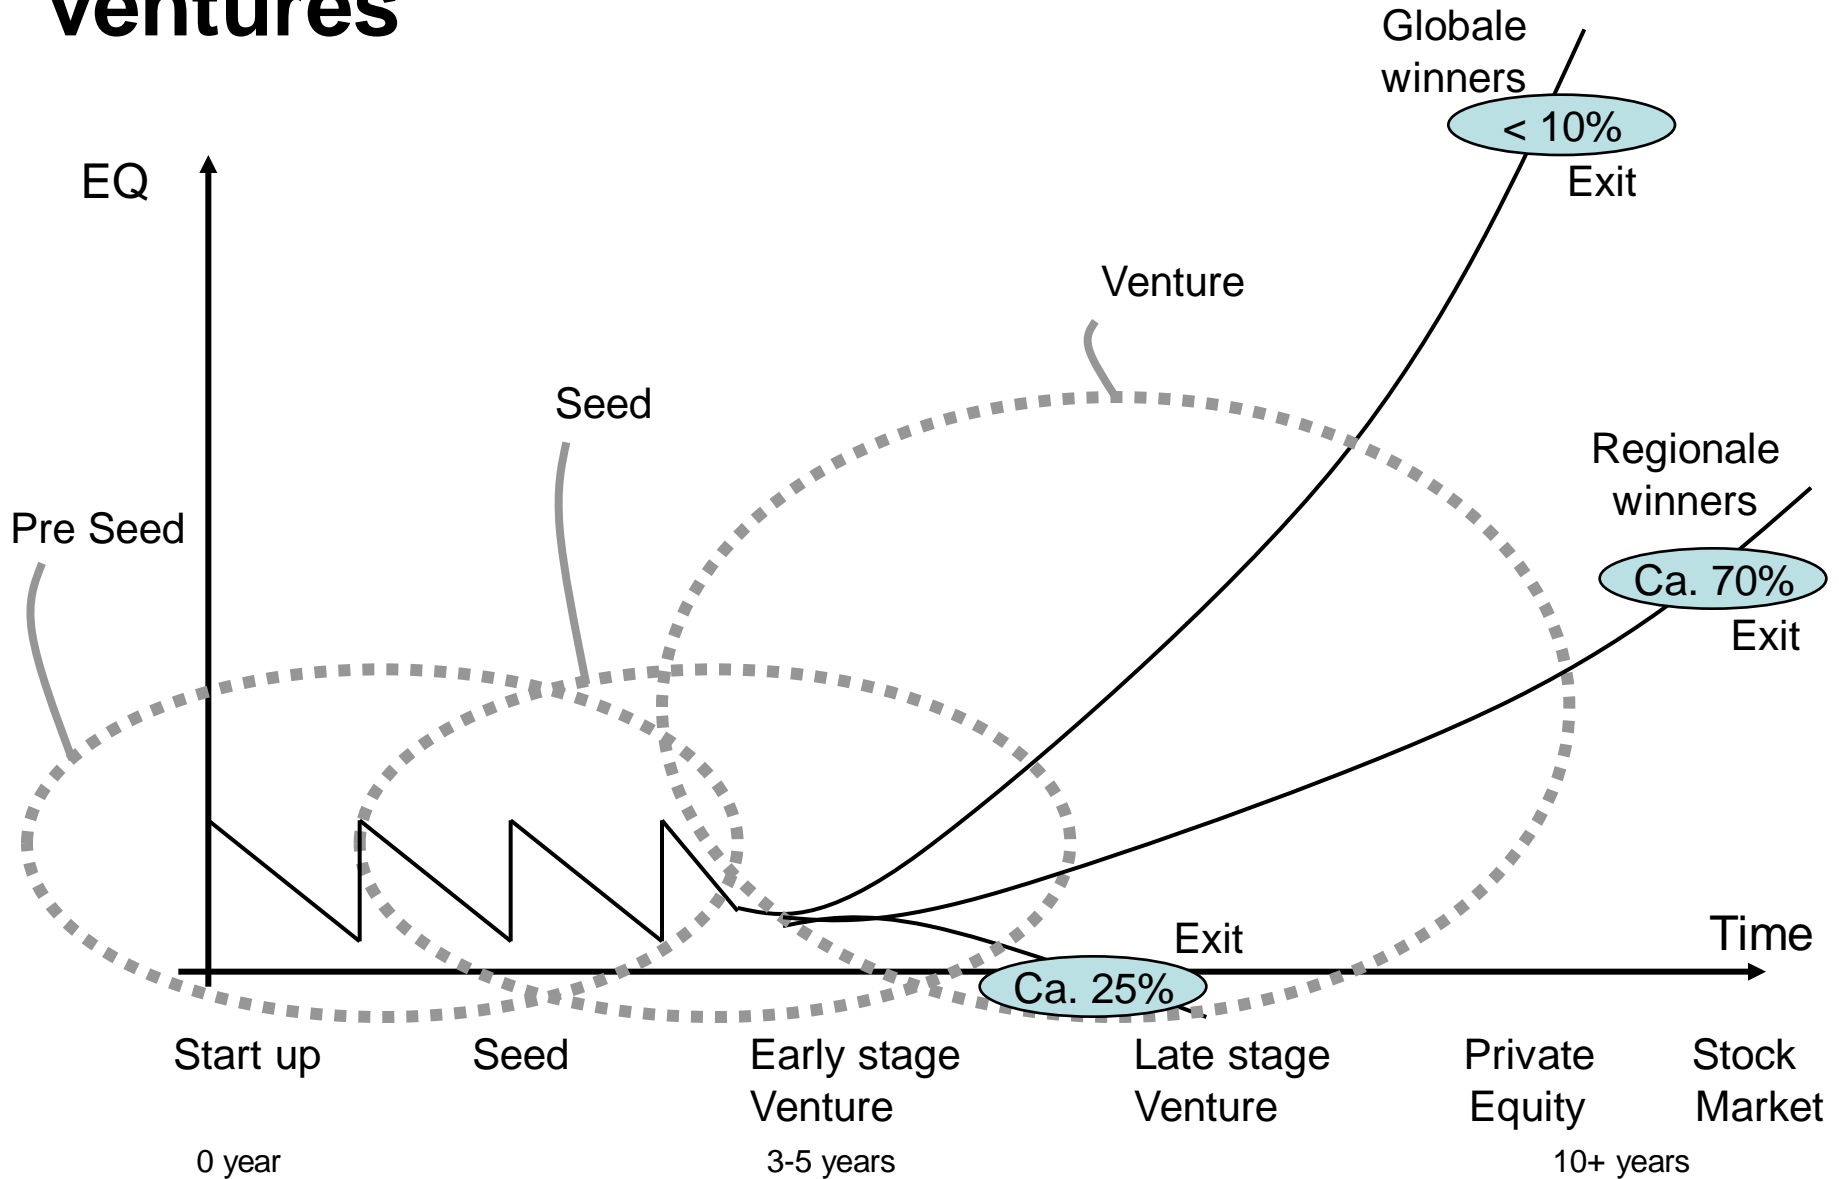 Ventures
Globale
winners
< 10%
Exit
EQ
Venture
Seed
Regionale
winners
Pre Seed
Ca. 70%
Exit
Exit
Time
Ca. 25%
Start up
Seed
Early stage
Venture
Late stage
Venture
Private
Equity
Stock
Market
0 year
3-5 years
10+ years